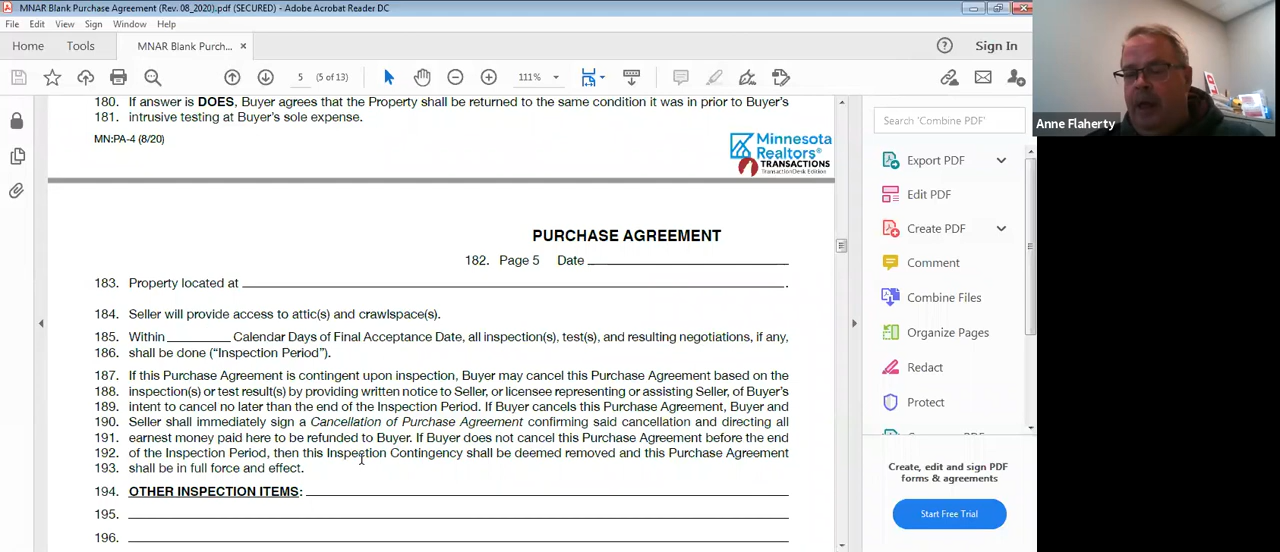 MNAR Blank Purchase Agreement (Rev. 08_2020).pdf (SECURED) - Adobe Acrobat Reader DC
File Edit View Sign Window Help
Home Tools MNAR Blank Purch... × Sign In
5 (5 of 13) 111%
180. If answer is DOES, Buyer agrees that the Property shall be returned to the same condition it was in prior to Buyer's
181. intrusive testing at Buyer's sole expense.
MN:PA-4 (8/20)
Minnesota
Realtors®
TRANSACTIONS
TransactionDesk Edition
PURCHASE AGREEMENT
182. Page 5 Date
183. Property located at .
184. Seller will provide access to attic(s) and crawlspace(s).
185. Within Calendar Days of Final Acceptance Date, all inspection(s), test(s), and resulting negotiations, if any,
186. shall be done ("Inspection Period").
187. If this Purchase Agreement is contingent upon inspection, Buyer may cancel this Purchase Agreement based on the
188. inspection(s) or test result(s) by providing written notice to Seller, or licensee representing or assisting Seller, of Buyer's
189. intent to cancel no later than the end of the Inspection Period. If Buyer cancels this Purchase Agreement, Buyer and
190. Seller shall immediately sign a Cancellation of Purchase Agreement confirming said cancellation and directing all
191. earnest money paid here to be refunded to Buyer. If Buyer does not cancel this Purchase Agreement before the end
192. of the Inspection Period, then this Inspection Contingency shall be deemed removed and this Purchase Agreement
193. shall be in full force and effect.
194. OTHER INSPECTION ITEMS:
195.
196.
Search 'Combine PDF'
Export PDF
Edit PDF
Create PDF
Comment
Combine Files
Organize Pages
Redact
Protect
Create, edit and sign PDF
forms & agreements
Start Free Trial
Anne Flaherty